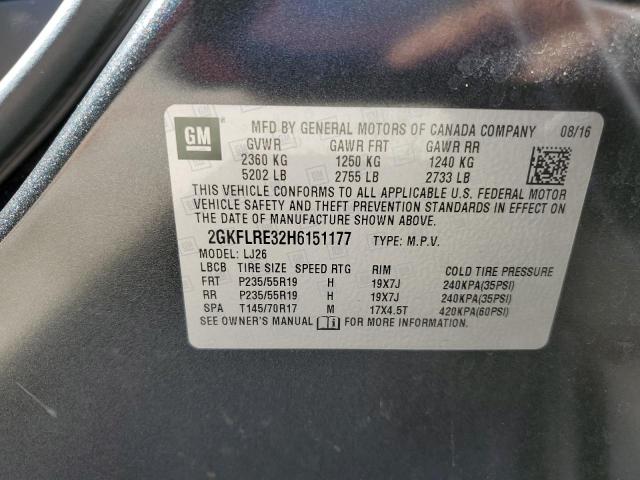 GM MFD BY GENERAL MOTORS OF CANADA COMPANY 08/16
GVWR GAWR FRT GAWR RR
2360 KG 1250 KG 1240 KG
5202 LB 2755 LB 2733 LB
THIS VEHICLE CONFORMS TO ALL APPLICABLE U.S. FEDERAL MOTOR
VEHICLE SAFETY AND THEFT PREVENTION STANDARDS IN EFFECT ON
THE DATE OF MANUFACTURE SHOWN ABOVE.
2GKFLRE32H6151177 TYPE: M.P.V.
MODEL: LJ26
LBCB TIRE SIZE SPEED RTG RIM COLD TIRE PRESSURE
FRT P235/55R19 H 19X7J 240KPA(35PSI)
RR P235/55R19 H 19X7J 240KPA(35PSI)
SPA T145/70R17 M 17X4.5T 420KPA(60PSI)
SEE OWNER'S MANUAL FOR MORE INFORMATION.